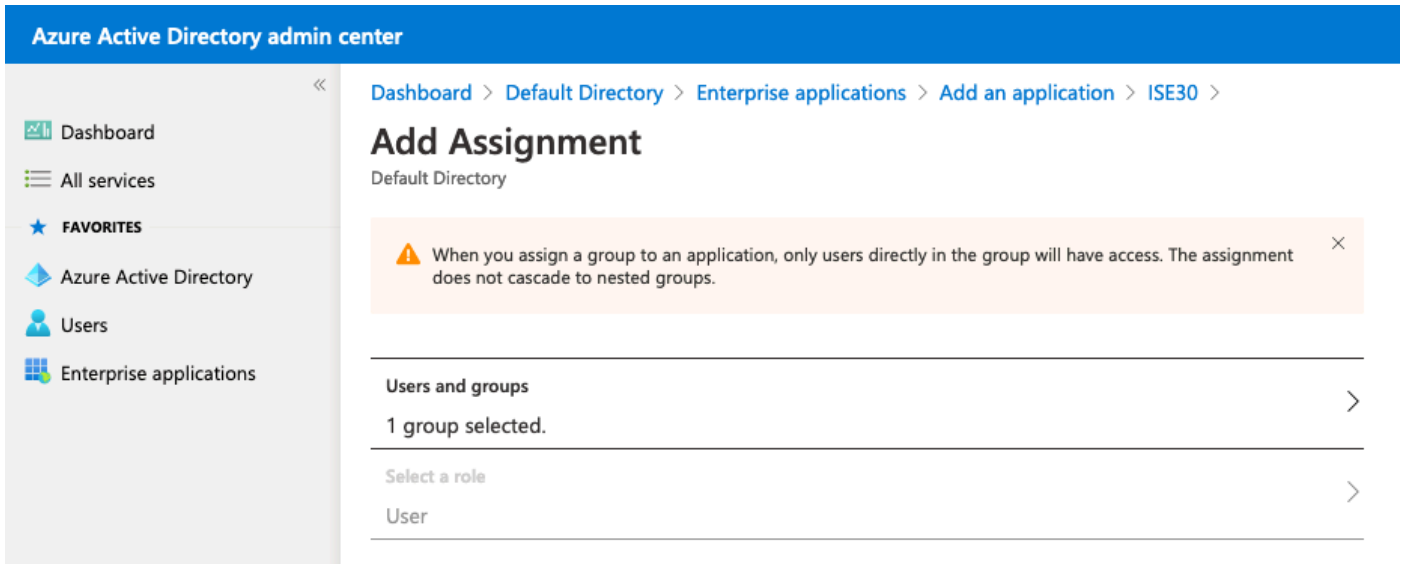 Azure Active Directory admin center
«
Dashboard > Default Directory > Enterprise applications > Add an application > ISE30 >
Dashboard
All services
FAVORITES
Azure Active Directory
Users
Enterprise applications
Add Assignment
Default Directory
When you assign a group to an application, only users directly in the group will have access. The assignment
does not cascade to nested groups.
Users and groups
1 group selected.
Select a role
User